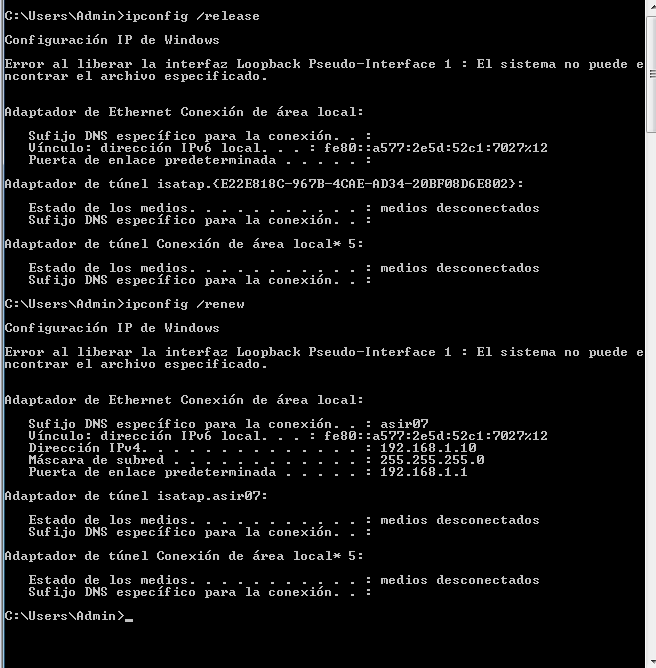 C:\Users\Admin>ipconfig /release
Configuración IP de Windows
Error al liberar la interfaz Loopback Pseudo-Interface 1 : El sistema no puede e
ncontrar el archivo especificado.
Adaptador de Ethernet Conexión de área local:
Sufijo DNS específico para la conexión. . :
Vínculo: dirección IPv6 local. . . : fe80::a577:2e5d:52c1:7027%12
Puerta de enlace predeterminada . . . . . :
Adaptador de túnel isatap.{E22E818C-967B-4CAE-AD34-20BF08D6E802}:
Estado de los medios. . . . . . . . . . . : medios desconectados
Sufijo DNS específico para la conexión. . :
Adaptador de túnel Conexión de área local* 5:
Estado de los medios. . . . . . . . . . . : medios desconectados
Sufijo DNS específico para la conexión. . :
C:\Users\Admin>ipconfig /renew
Configuración IP de Windows
Error al liberar la interfaz Loopback Pseudo-Interface 1 : El sistema no puede e
ncontrar el archivo especificado.
Adaptador de Ethernet Conexión de área local:
Sufijo DNS específico para la conexión. . : asir07
Vínculo: dirección IPv6 local. . . : fe80::a577:2e5d:52c1:7027%12
Dirección IPv4. . . . . . . . . . . . . . : 192.168.1.10
Máscara de subred . . . . . . . . . . . . : 255.255.255.0
Puerta de enlace predeterminada . . . . . : 192.168.1.1
Adaptador de túnel isatap.asir07:
Estado de los medios. . . . . . . . . . . : medios desconectados
Sufijo DNS específico para la conexión. . :
Adaptador de túnel Conexión de área local* 5:
Estado de los medios. . . . . . . . . . . : medios desconectados
Sufijo DNS específico para la conexión. . :
C:\Users\Admin>_